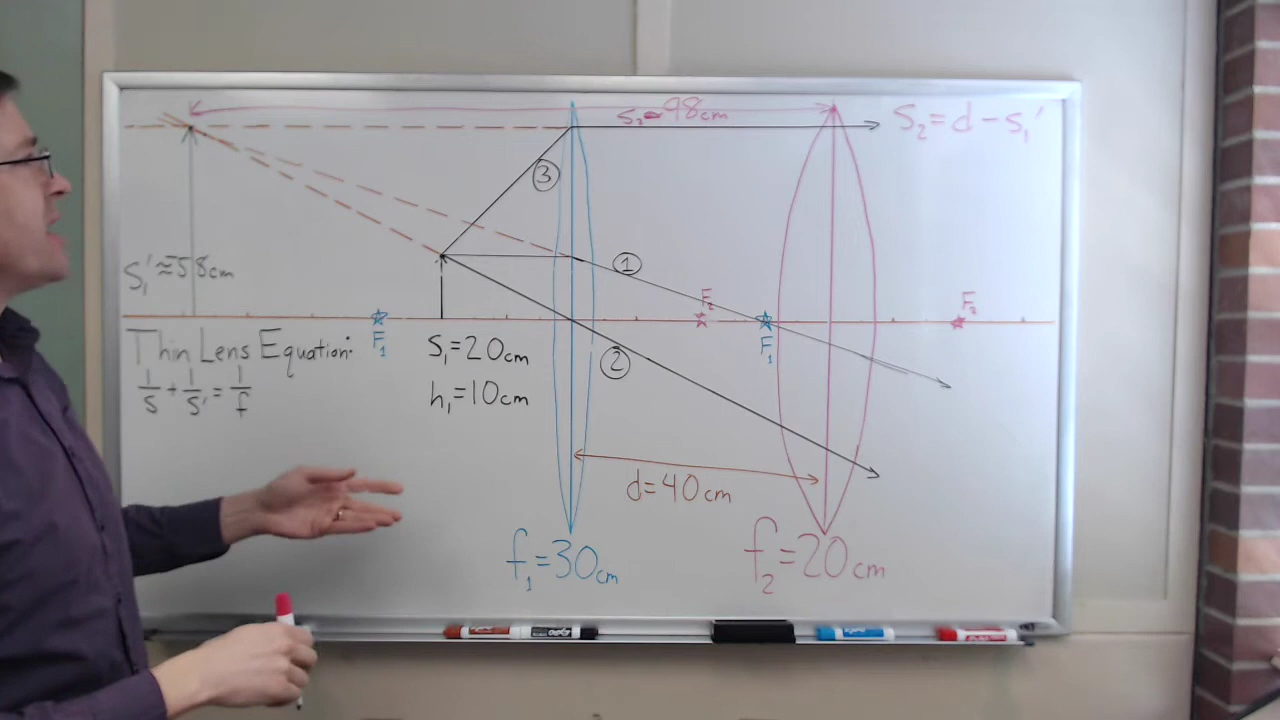 S₂≈98cm
S₂=d-S₁'
③
①
S₁'≈58cm
F₂
F₂
F₁
F₁
Thin Lens Equation:
1/s + 1/s' = 1/f
S₁=20cm
h₁=10cm
②
d=40cm
f₁=30cm
f₂=20cm